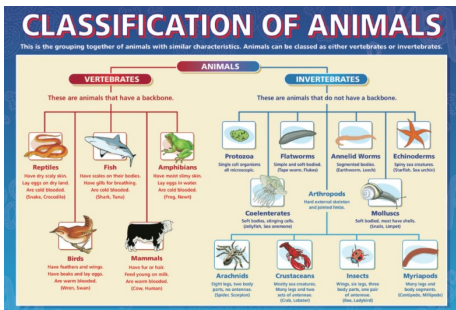 CLASSIFICATION OF ANIMALS
This is the grouping together of animals with similar characteristics. Animals can be classed as either vertebrates or invertebrates.
ANIMALS
VERTEBRATES
These are animals that have a backbone.
Reptiles
Have dry scaly skin.
Lay eggs on dry land.
Are cold blooded.
(Snake, Crocodile)
Fish
Have scales on their bodies.
Have gills for breathing.
Are cold blooded.
(Shark, Tuna)
Amphibians
Have moist slimy skin.
Lay eggs in water.
Are cold blooded.
(Frog, Newt)
Birds
Have feathers and wings.
Have beaks and lay eggs.
Are warm blooded.
(Wren, Swan)
Mammals
Have fur or hair.
Feed young on milk.
Are warm blooded.
(Cow, Human)
INVERTEBRATES
These are animals that do not have a backbone.
Protozoa
Single cell organisms
all microscopic.
Flatworms
Simple and soft bodied.
(Tape worm, Flukes)
Annelid Worms
Segmented bodies.
(Earthworm, Leech)
Echinoderms
Spiny sea creatures.
(Starfish, Sea urchin)
Coelenterates
Soft bodies, stinging cells.
(Jellyfish, Sea anemone)
Arthropods
Hard external skeleton
and jointed limbs.
Molluscs
Soft bodied, most have shells.
(Snails, Limpet)
Arachnids
Eight legs, two body
parts, no antennae.
(Spider, Scorpion)
Crustaceans
Mostly sea creatures.
Many legs and two
sets of antennae.
(Crab, Lobster)
Insects
Wings, six legs, three
body parts, one pair
of antennae.
(Bee, Ladybird)
Myriapods
Many legs and
body segments.
(Centipede, Millipede)